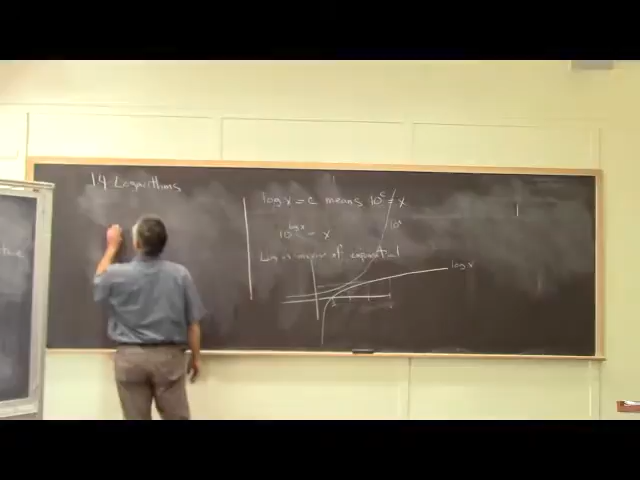 14 Logarithms
log x = c means 10^c = x
10^log x = x
Log is inverse of exponential
10^x
log x